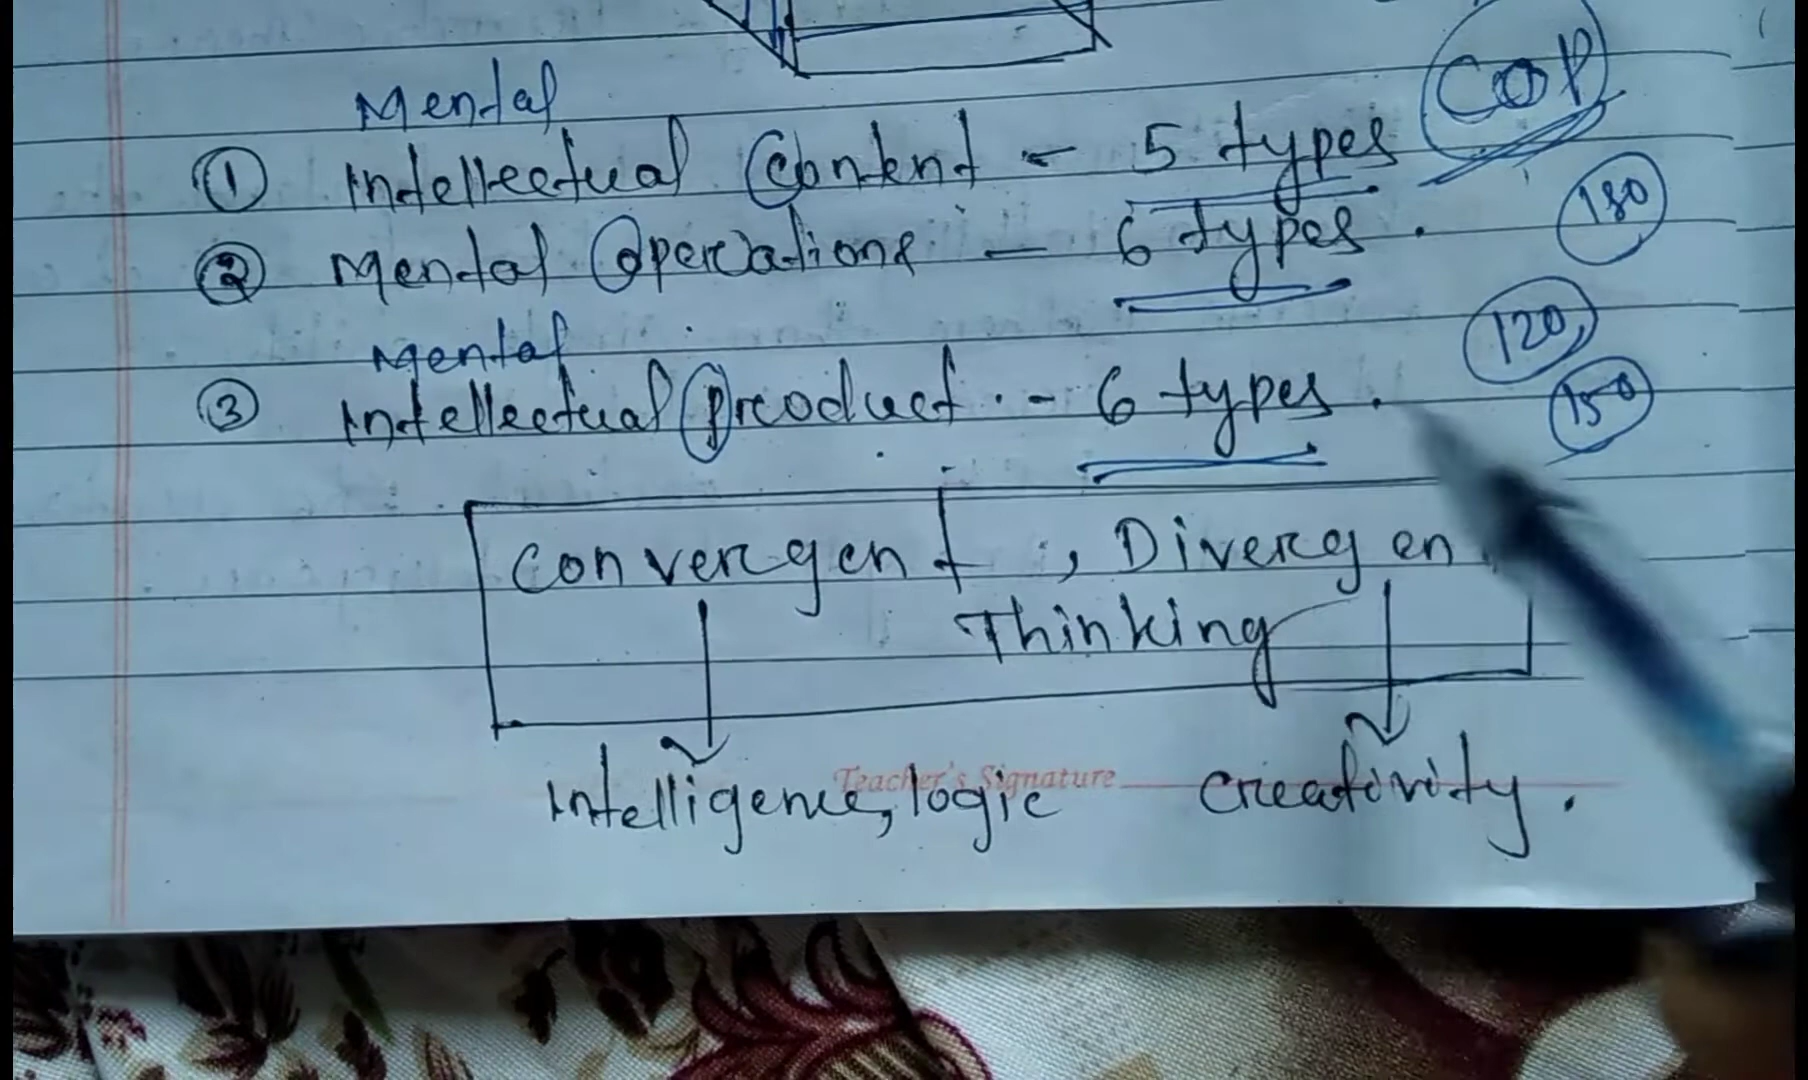 Mental
COP
① Intellectual Content - 5 types
180
② Mental Operations - 6 types.
Mental
120,
③ Intellectual Product. - 6 types.
150
Convergent, Divergen
Thinking
Teacher's Signature
Intelligence, logic creativity.